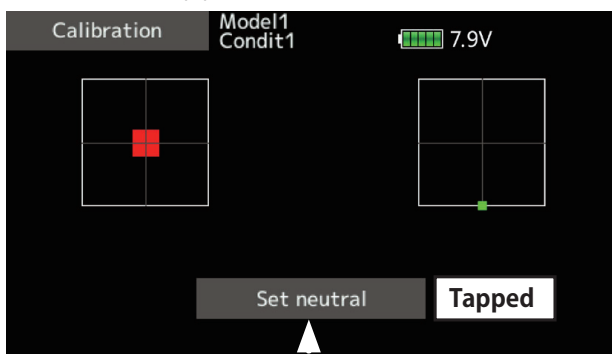 Calibration
Model1
Condit1
7.9V
Set neutral
Tapped